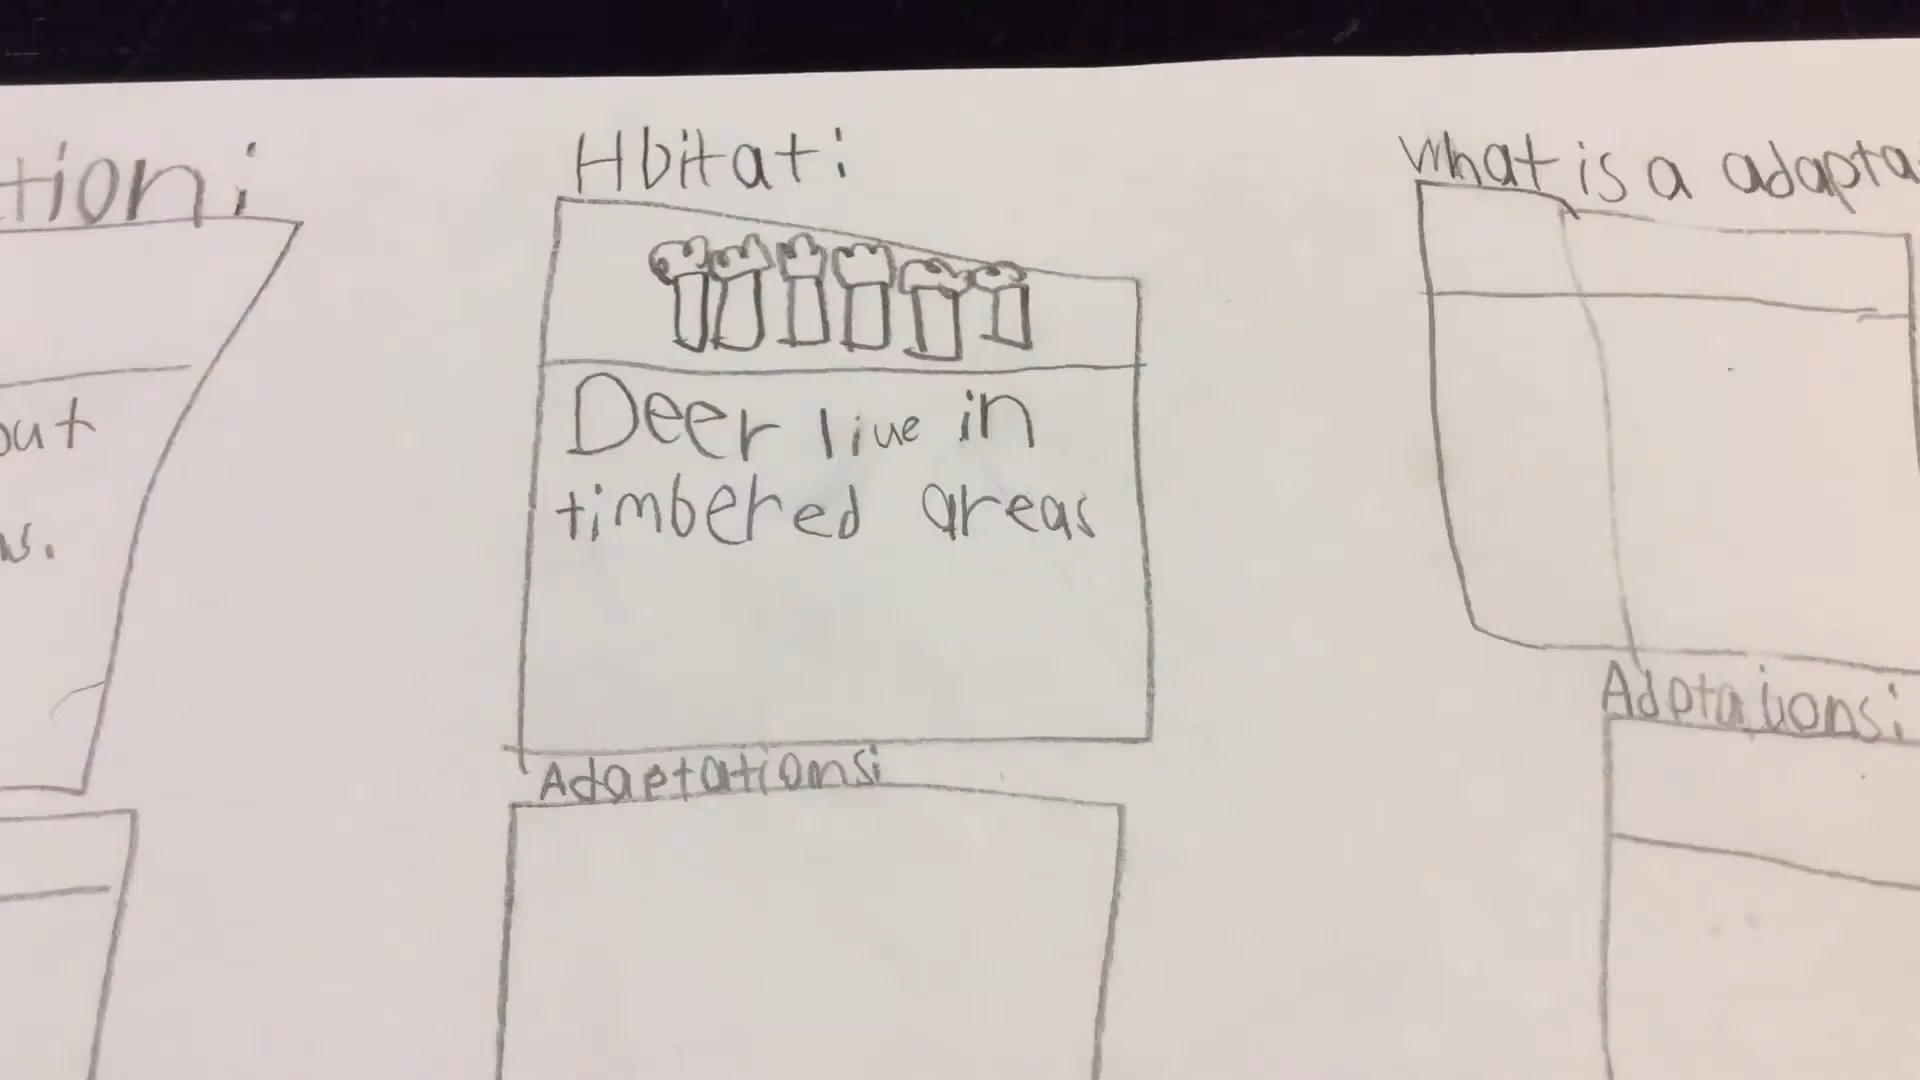 tion:
Hbitat:
What is a adapta
Deer live in
timbered areas
out
s.
Adaptations:
Adptations: